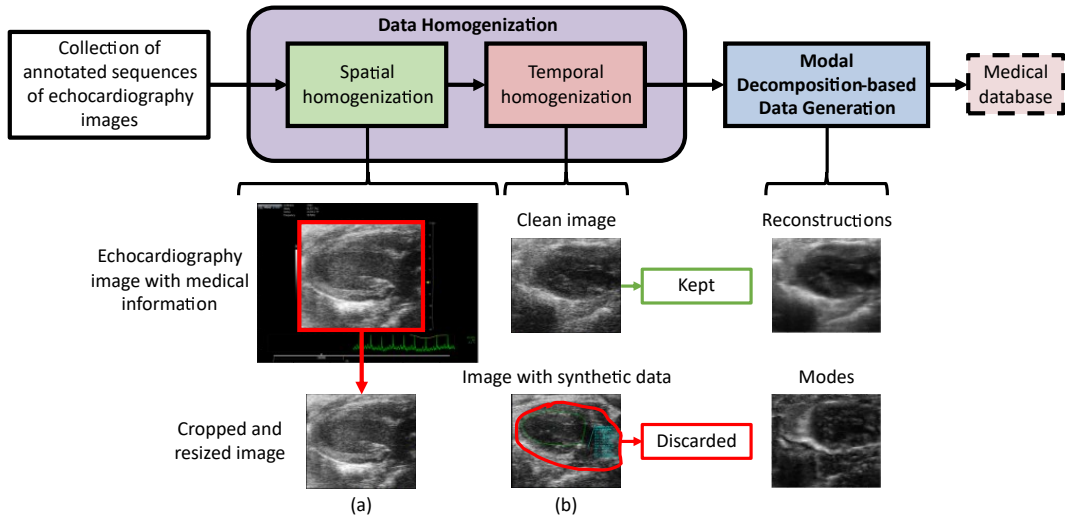 Data Homogenization
Collection of
annotated sequences
of echocardiography
images
Spatial
homogenization
Temporal
homogenization
Modal
Decomposition-based
Data Generation
Medical
database
Clean image
Reconstructions
Echocardiography
image with medical
information
Kept
Image with synthetic data
Modes
Cropped and
resized image
Discarded
(a)
(b)